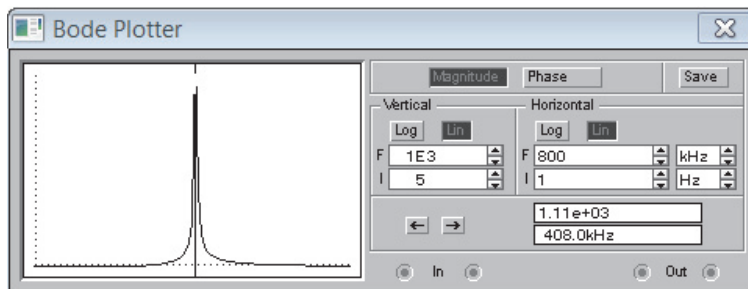 Bode Plotter
Magnitude Phase Save
Vertical Horizontal
Log Lin Log Lin
F 1E3 F 800 kHz
I 5 I 1 Hz
← → 1.11e+03
408.0kHz
In Out